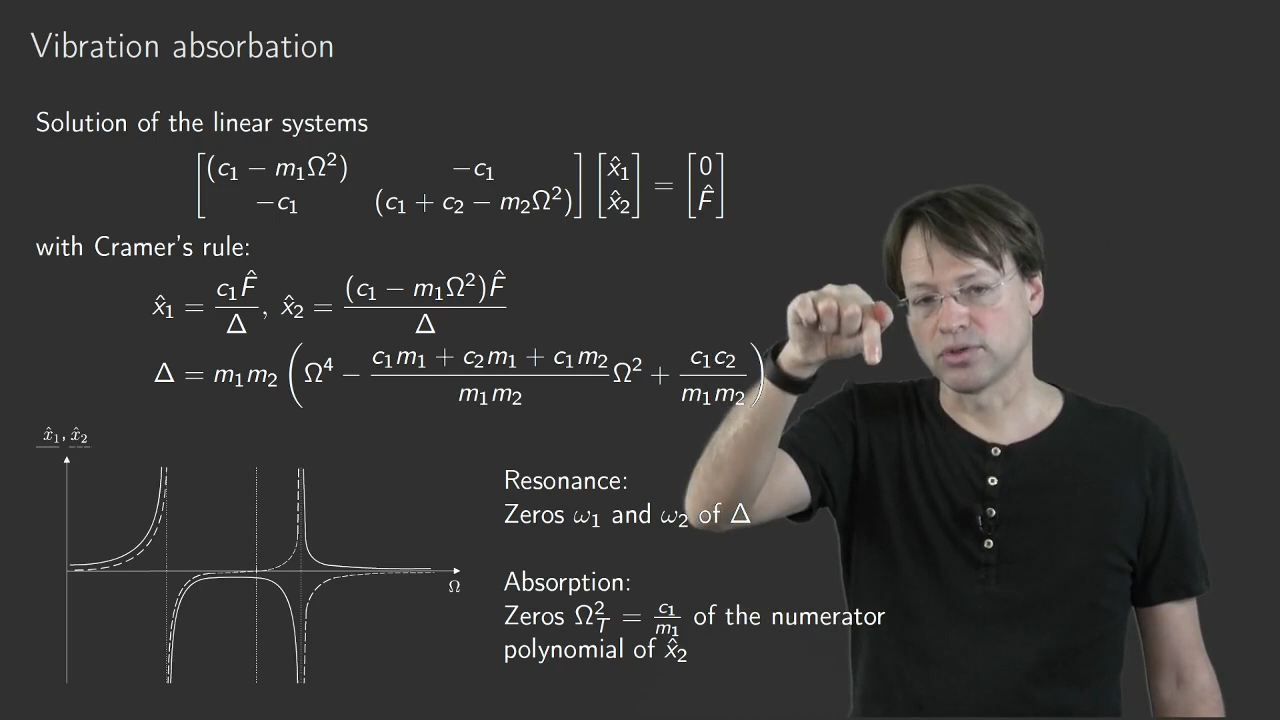 Vibration absorbation
Solution of the linear systems
[(c₁ − m₁Ω²) −c₁] [x̂₁] = [0]
[−c₁ (c₁ + c₂ − m₂Ω²)] [x̂₂] [F̂]
with Cramer's rule:
x̂₁ = c₁F̂/Δ, x̂₂ = (c₁ − m₁Ω²)F̂/Δ
Δ = m₁m₂ (Ω⁴ − (c₁m₁ + c₂m₁ + c₁m₂)/(m₁m₂) Ω² + c₁c₂/(m₁m₂))
x̂₁, x̂₂
Ω
Resonance:
Zeros ω₁ and ω₂ of Δ
Absorption:
Zeros Ω²_T = c₁/m₁ of the numerator
polynomial of x̂₂